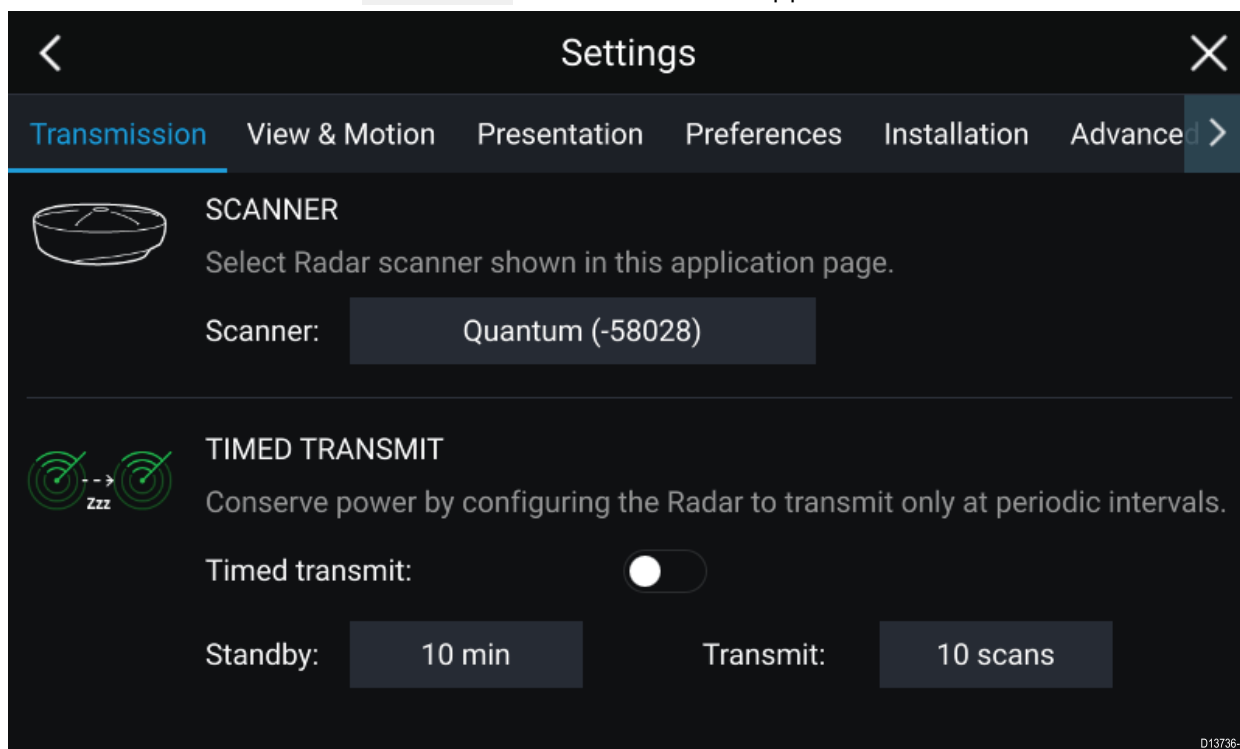 Settings
Transmission View & Motion Presentation Preferences Installation Advanced
SCANNER
Select Radar scanner shown in this application page.
Scanner: Quantum (-58028)
TIMED TRANSMIT
Zzz
Conserve power by configuring the Radar to transmit only at periodic intervals.
Timed transmit:
Standby: 10 min Transmit: 10 scans
D13736-